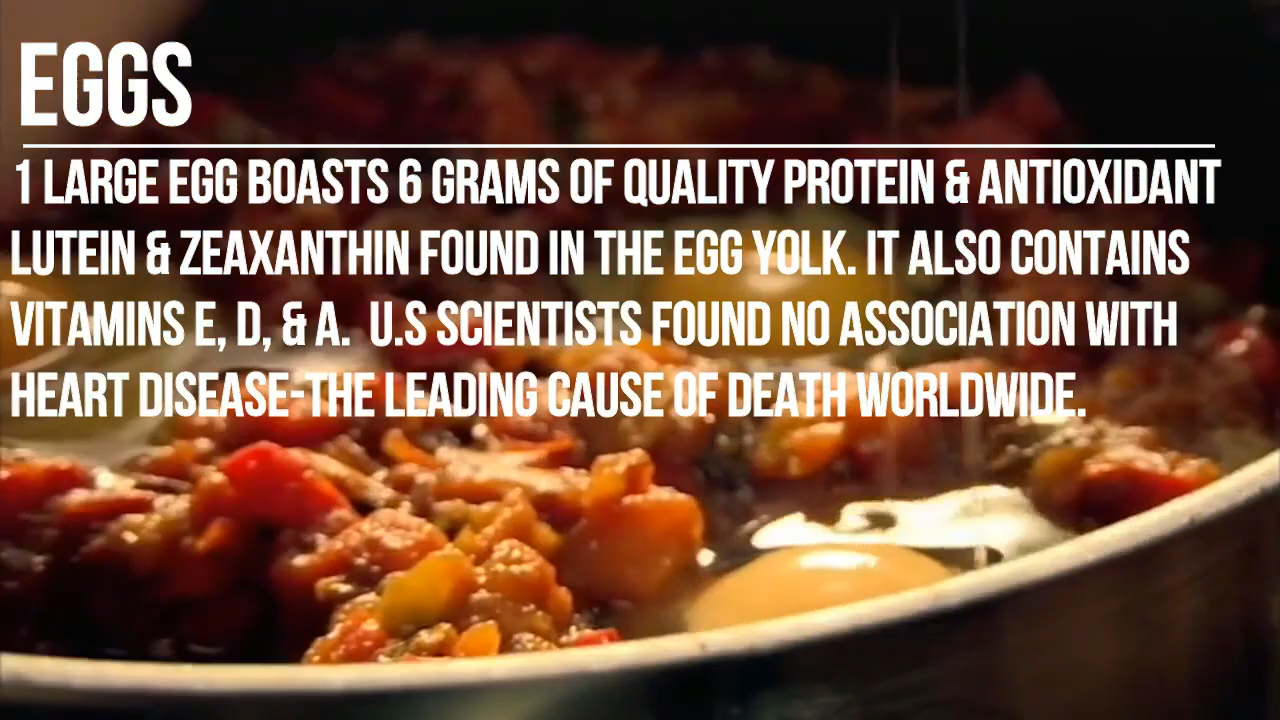 EGGS
1 LARGE EGG BOASTS 6 GRAMS OF QUALITY PROTEIN & ANTIOXIDANT
LUTEIN & ZEAXANTHIN FOUND IN THE EGG YOLK. IT ALSO CONTAINS
VITAMINS E, D, & A.  U.S SCIENTISTS FOUND NO ASSOCIATION WITH
HEART DISEASE-THE LEADING CAUSE OF DEATH WORLDWIDE.